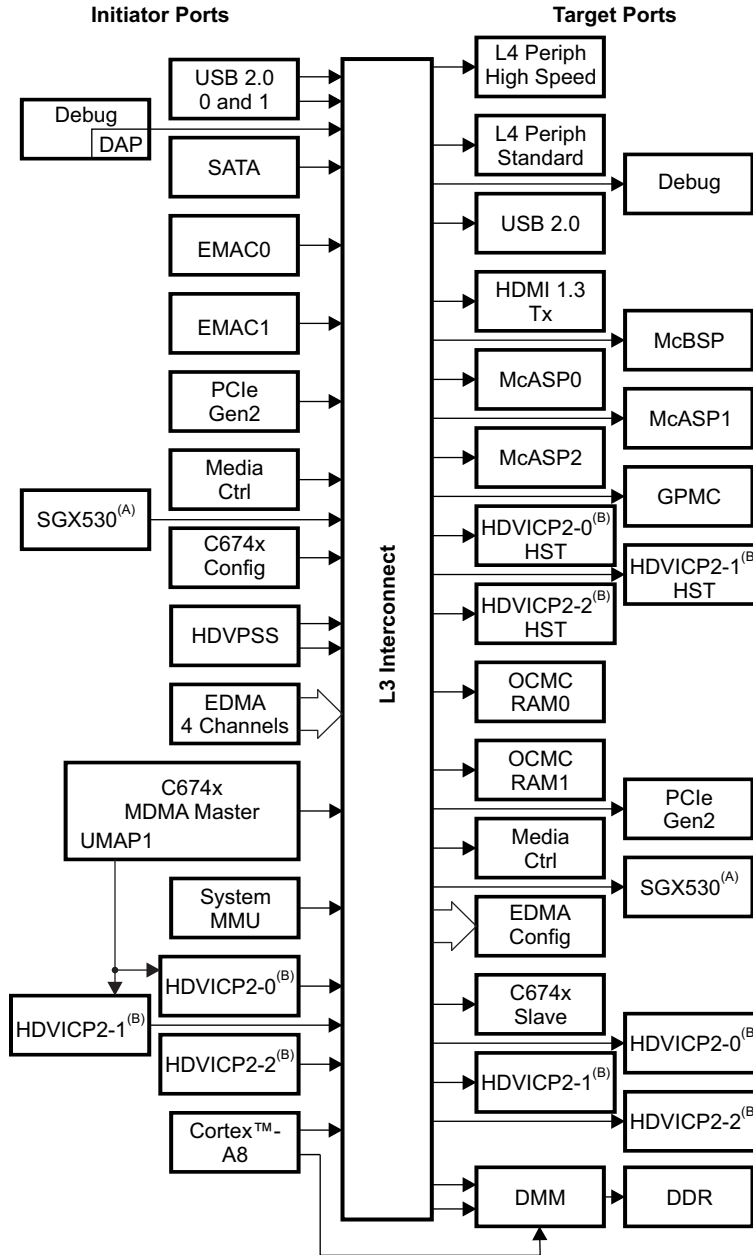 Initiator Ports
Target Ports
USB 2.0
0 and 1
Debug
DAP
SATA
EMAC0
EMAC1
PCIe
Gen2
Media
Ctrl
SGX530(A)
C674x
Config
HDVPSS
EDMA
4 Channels
C674x
MDMA Master
UMAP1
System
MMU
HDVICP2-0(B)
HDVICP2-1(B)
HDVICP2-2(B)
Cortex™-
A8
L3 Interconnect
L4 Periph
High Speed
L4 Periph
Standard
Debug
USB 2.0
HDMI 1.3
Tx
McBSP
McASP0
McASP1
McASP2
GPMC
HDVICP2-0(B)
HST
HDVICP2-1(B)
HST
HDVICP2-2(B)
HST
OCMC
RAM0
OCMC
RAM1
PCIe
Gen2
Media
Ctrl
SGX530(A)
EDMA
Config
C674x
Slave
HDVICP2-0(B)
HDVICP2-1(B)
HDVICP2-2(B)
DMM
DDR